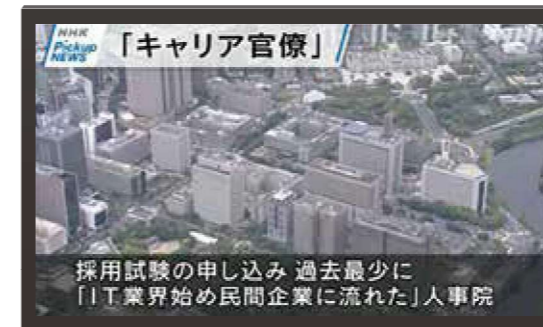 NHK
Pickup
NEWS
「キャリア官僚」
採用試験の申し込み 過去最少に
「IT業界始め民間企業に流れた」人事院